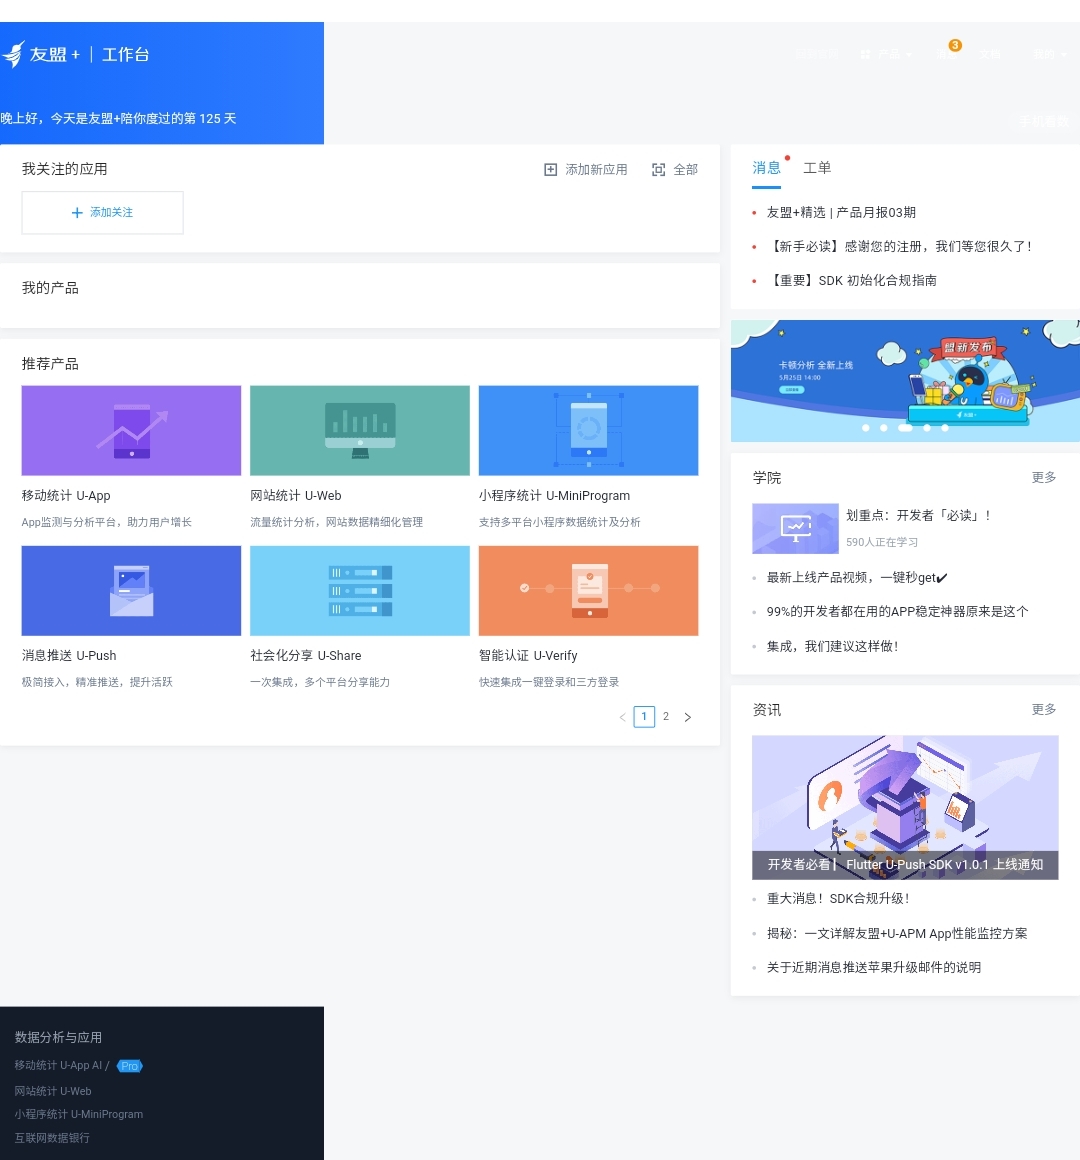 友盟+｜工作台
产品
3
文档
我的
晚上好，今天是友盟+陪你度过的第 125 天
我关注的应用
添加新应用
全部
添加关注
我的产品
推荐产品
移动统计 U-App
网站统计 U-Web
小程序统计 U-MiniProgram
App监测与分析平台，助力用户增长
流量统计分析，网站数据精细化管理
支持多平台小程序数据统计及分析
消息推送 U-Push
社会化分享 U-Share
智能认证 U-Verify
极简接入，精准推送，提升活跃
一次集成，多个平台分享能力
快速集成一键登录和三方登录
1
2
消息
工单
友盟+精选 | 产品月报03期
【新手必读】感谢您的注册，我们等您很久了！
【重要】SDK 初始化合规指南
卡顿分析 全新上线
5月25日 14:00
盟新发布
学院
更多
划重点：开发者「必读」！
590人正在学习
最新上线产品视频，一键秒get✔
99%的开发者都在用的APP稳定神器原来是这个
集成，我们建议这样做！
资讯
更多
开发者必看 ▎Flutter U-Push SDK v1.0.1 上线通知
重大消息！SDK合规升级！
揭秘：一文详解友盟+U-APM App性能监控方案
关于近期消息推送苹果升级邮件的说明
数据分析与应用
移动统计 U-App AI / Pro
网站统计 U-Web
小程序统计 U-MiniProgram
互联网数据银行